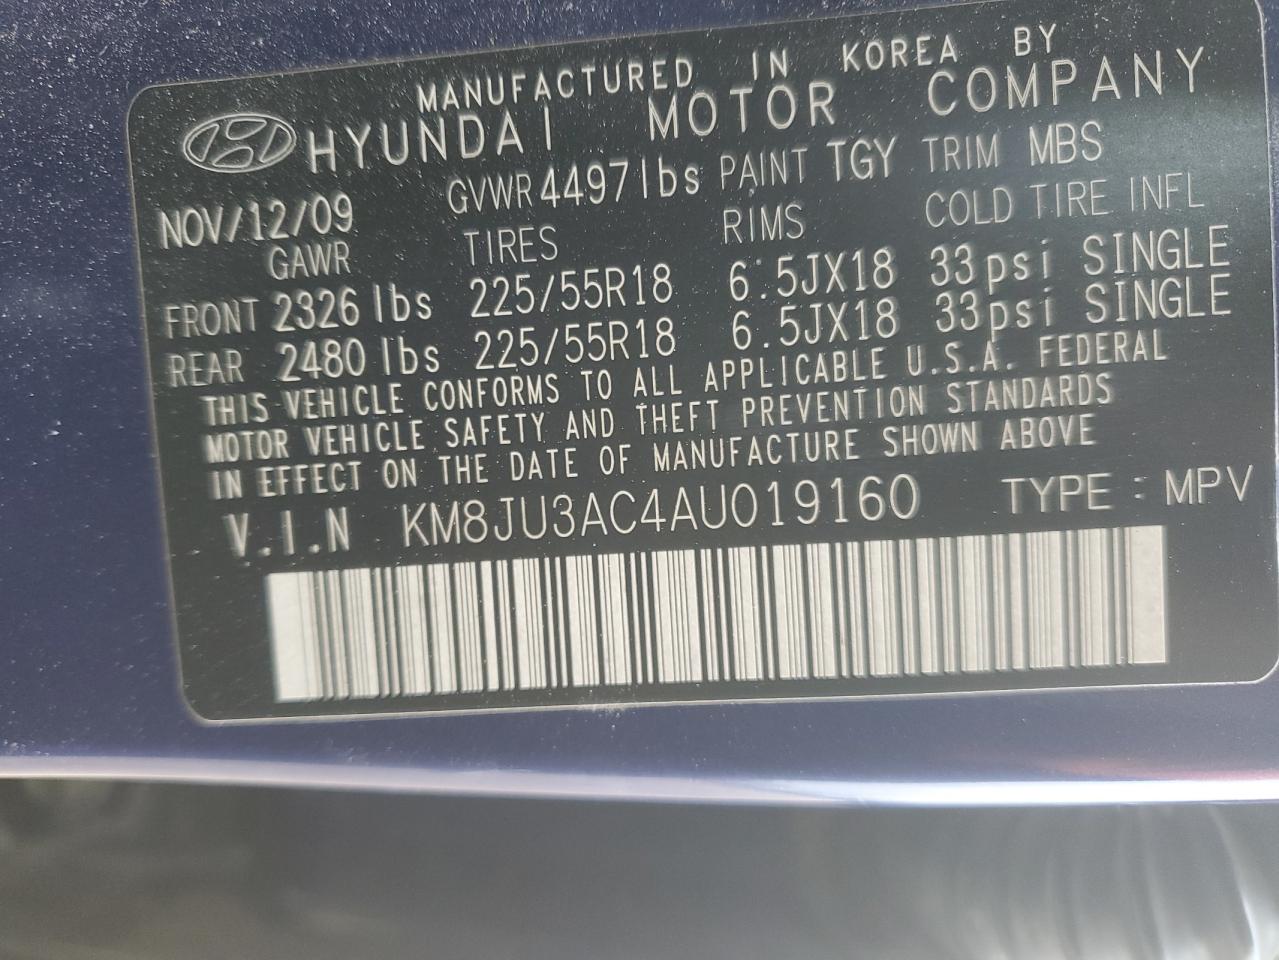 MANUFACTURED IN KOREA BY
HYUNDAI MOTOR COMPANY
NOV/12/09 GVWR 4497 lbs PAINT TGY TRIM MBS
GAWR TIRES RIMS COLD TIRE INFL
FRONT 2326 lbs 225/55R18 6.5JX18 33psi SINGLE
REAR 2480 lbs 225/55R18 6.5JX18 33psi SINGLE
THIS VEHICLE CONFORMS TO ALL APPLICABLE U.S.A. FEDERAL
MOTOR VEHICLE SAFETY AND THEFT PREVENTION STANDARDS
IN EFFECT ON THE DATE OF MANUFACTURE SHOWN ABOVE
V.I.N KM8JU3AC4AU019160 TYPE : MPV